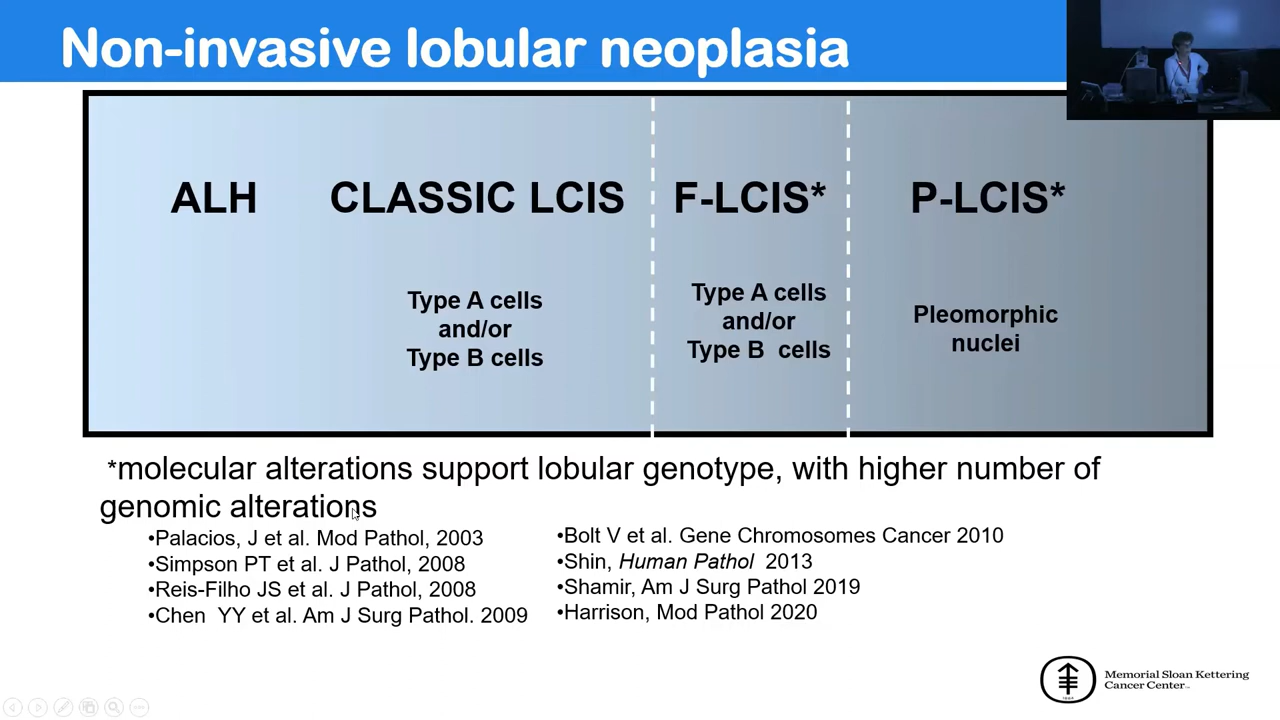 Non-invasive lobular neoplasia
ALH
CLASSIC LCIS
F-LCIS*
P-LCIS*
Type A cells
and/or
Type B cells
Type A cells
and/or
Type B  cells
Pleomorphic
nuclei
*molecular alterations support lobular genotype, with higher number of
genomic alterations
•Palacios, J et al. Mod Pathol, 2003
•Simpson PT et al. J Pathol, 2008
•Reis-Filho JS et al. J Pathol, 2008
•Chen  YY et al. Am J Surg Pathol. 2009
•Bolt V et al. Gene Chromosomes Cancer 2010
•Shin, Human Pathol  2013
•Shamir, Am J Surg Pathol 2019
•Harrison, Mod Pathol 2020
Memorial Sloan Kettering
Cancer Center